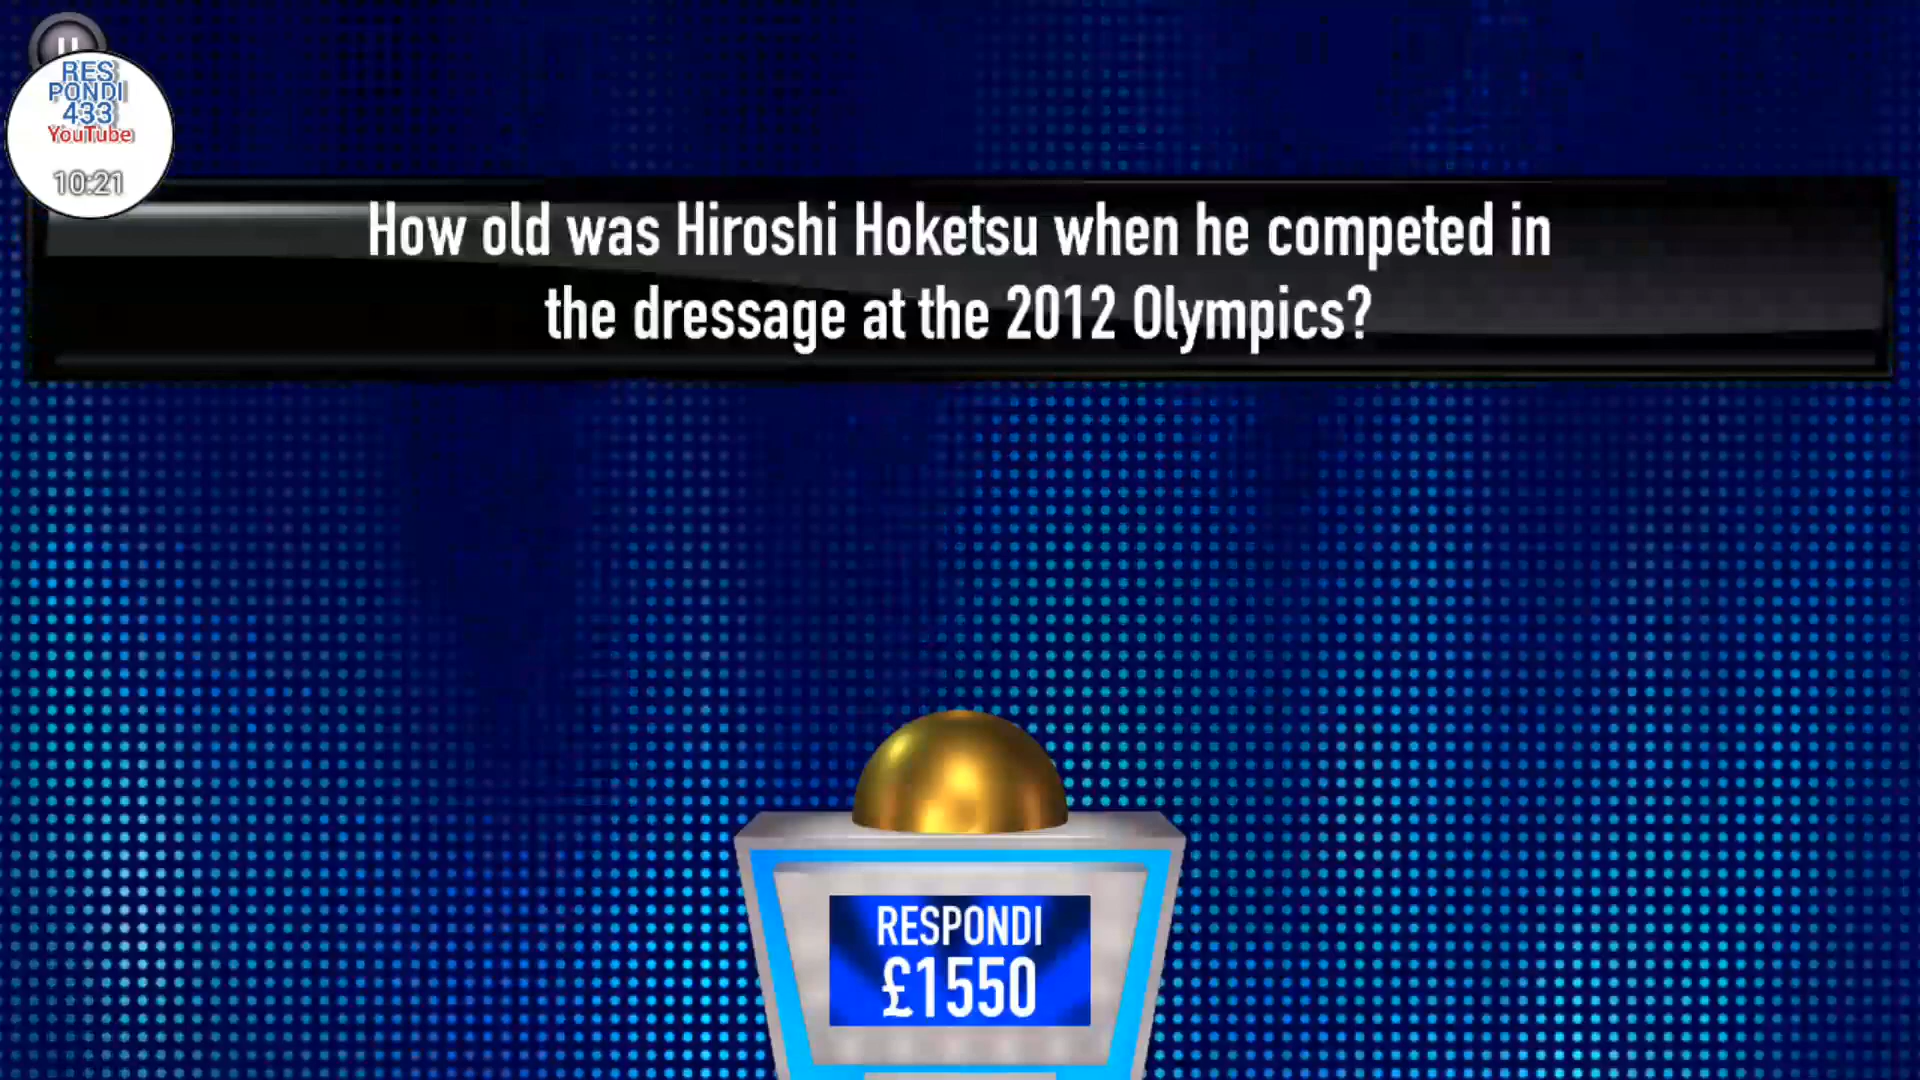 RES
PONDI
433
YouTube
10:21
How old was Hiroshi Hoketsu when he competed in
the dressage at the 2012 Olympics?
RESPONDI
£1550